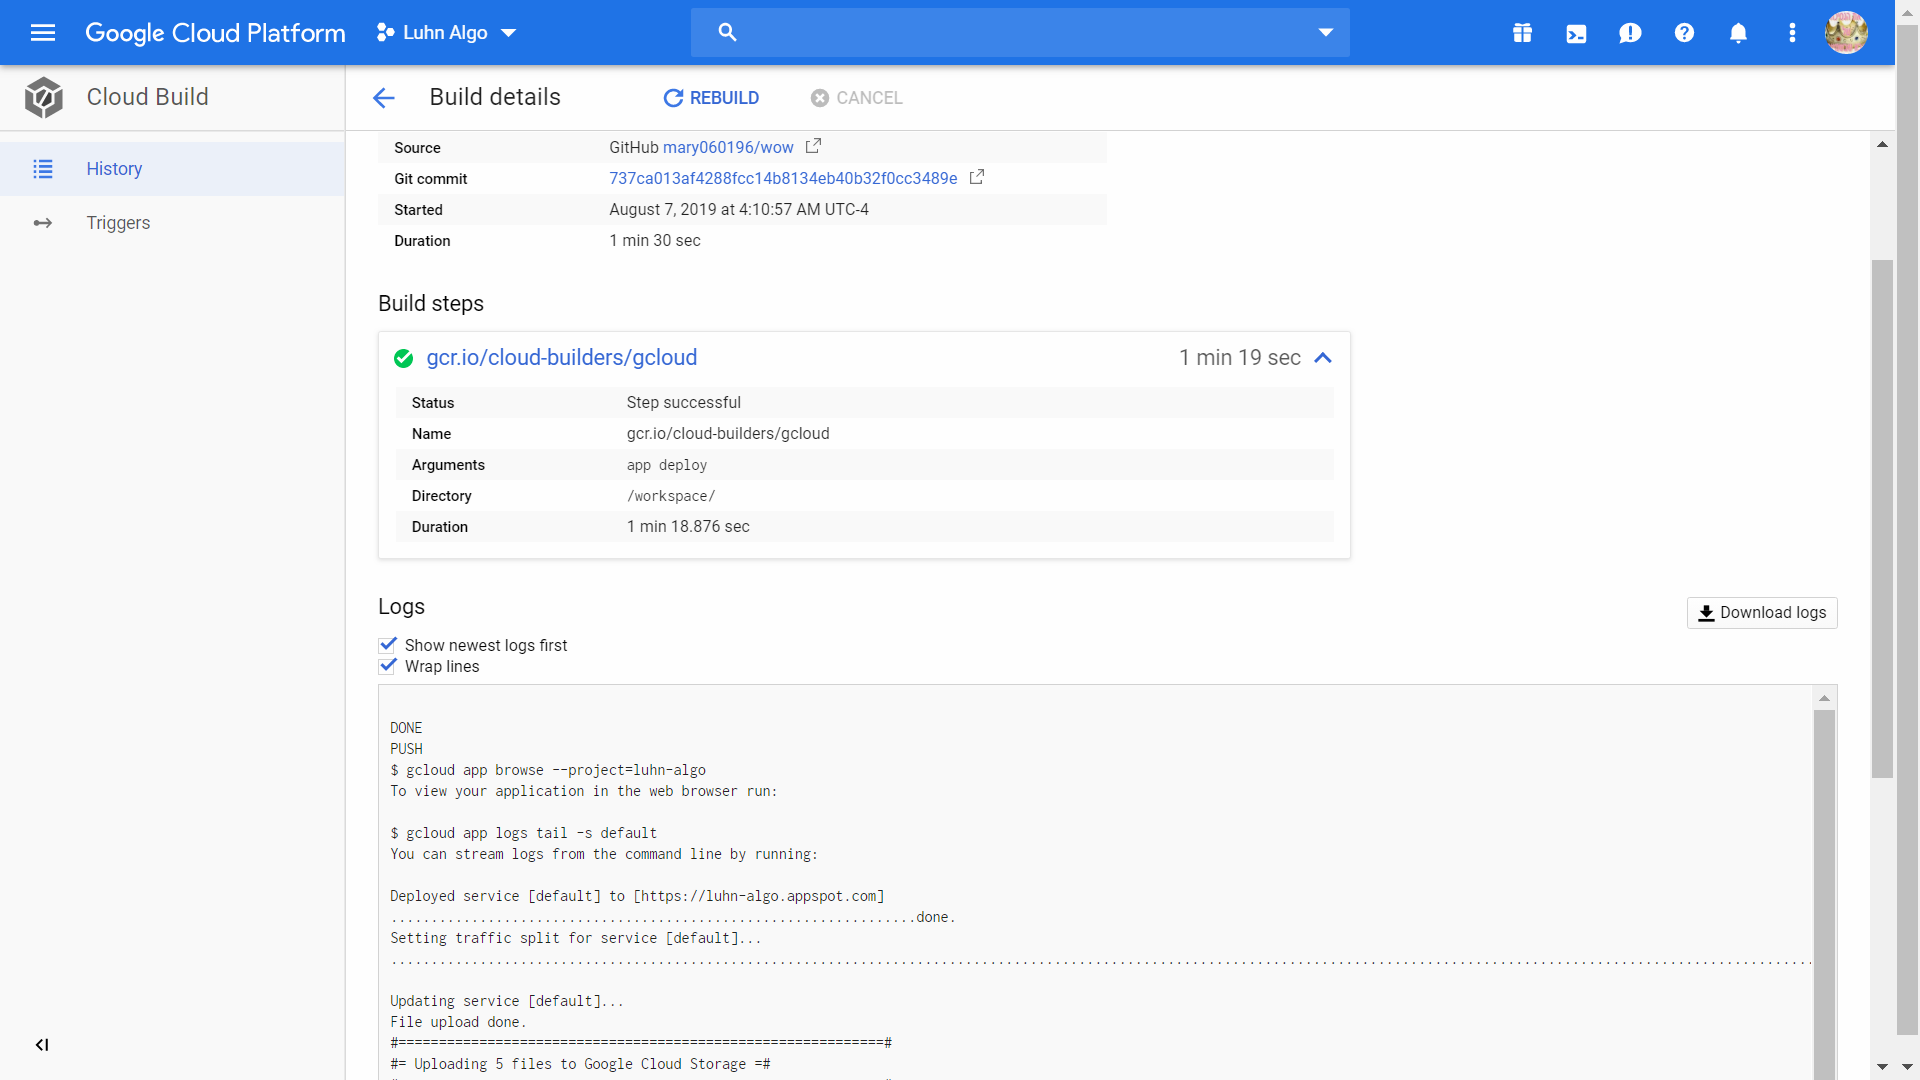 Google Cloud Platform
Luhn Algo
Cloud Build
Build details
REBUILD
CANCEL
History
Triggers
Source GitHub mary060196/wow
Git commit 737ca013af4288fcc14b8134eb40b32f0cc3489e
Started August 7, 2019 at 4:10:57 AM UTC-4
Duration 1 min 30 sec
Build steps
gcr.io/cloud-builders/gcloud 1 min 19 sec
Status Step successful
Name gcr.io/cloud-builders/gcloud
Arguments app deploy
Directory /workspace/
Duration 1 min 18.876 sec
Logs
Download logs
Show newest logs first
Wrap lines
DONE
PUSH
$ gcloud app browse --project=luhn-algo
To view your application in the web browser run:
$ gcloud app logs tail -s default
You can stream logs from the command line by running:
Deployed service [default] to [https://luhn-algo.appspot.com]
.................................................................done.
Setting traffic split for service [default]...
................................................................................................................................................................................
Updating service [default]...
File upload done.
#============================================================#
#= Uploading 5 files to Google Cloud Storage =#